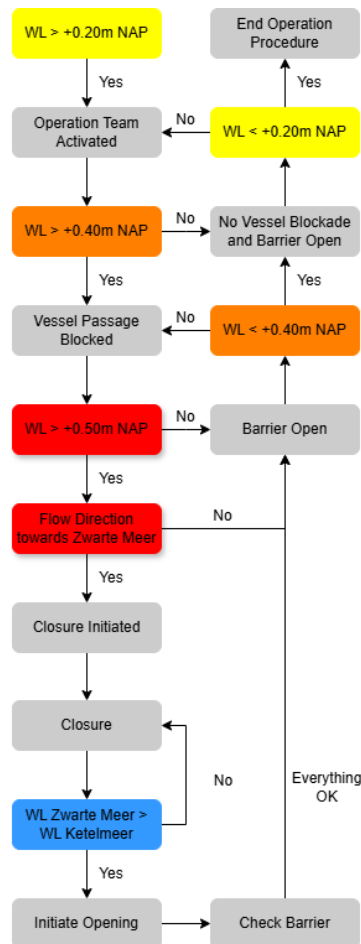 WL > +0.20m NAP
End Operation
Procedure
Yes
Yes
Operation Team
Activated
No
WL < +0.20m NAP
WL > +0.40m NAP
No
No Vessel Blockade
and Barrier Open
Yes
Yes
Vessel Passage
Blocked
No
WL < +0.40m NAP
WL > +0.50m NAP
No
Barrier Open
Yes
Flow Direction
towards Zwarte Meer
No
Yes
Closure Initiated
Closure
No
Everything
OK
WL Zwarte Meer >
WL Ketelmeer
Yes
Initiate Opening
Check Barrier